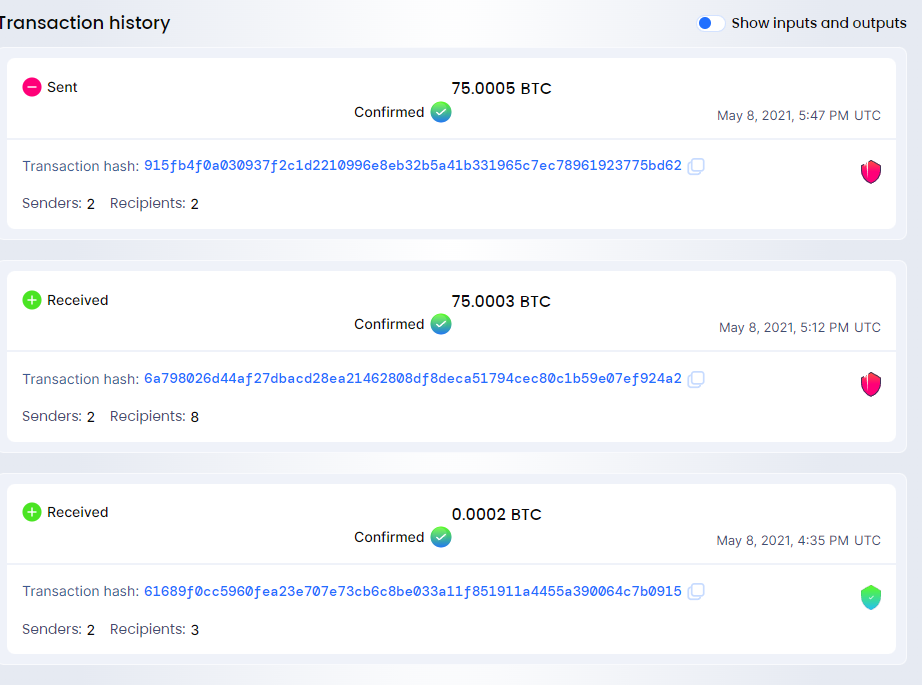 Transaction history
Show inputs and outputs
Sent
75.0005 BTC
Confirmed
May 8, 2021, 5:47 PM UTC
Transaction hash: 915fb4f0a030937f2c1d2210996e8eb32b5a41b331965c7ec78961923775bd62
Senders: 2 Recipients: 2
Received
75.0003 BTC
Confirmed
May 8, 2021, 5:12 PM UTC
Transaction hash: 6a798026d44af27dbacd28ea21462808df8deca51794cec80c1b59e07ef924a2
Senders: 2 Recipients: 8
Received
0.0002 BTC
Confirmed
May 8, 2021, 4:35 PM UTC
Transaction hash: 61689f0cc5960fea23e707e73cb6c8be033a11f851911a4455a390064c7b0915
Senders: 2 Recipients: 3